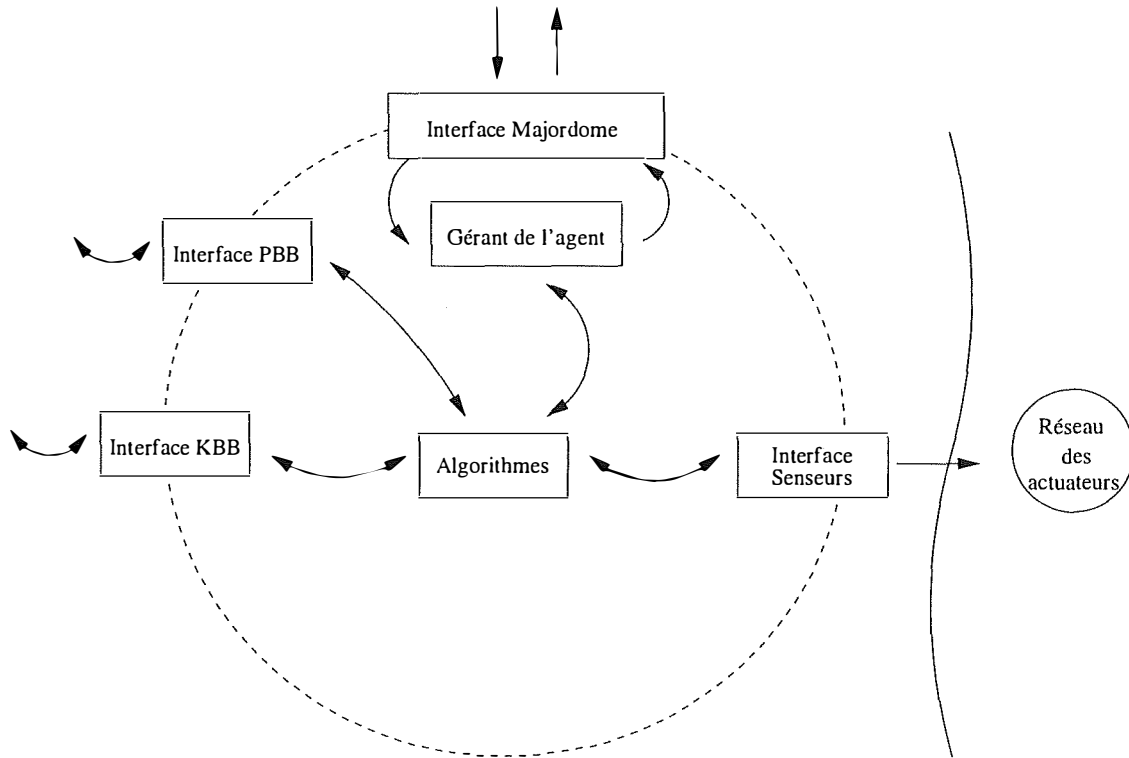 Interface Majordome
Gérant de l'agent
Interface PBB
Interface KBB
Algorithmes
Interface
Senseurs
Réseau
des
actuateurs